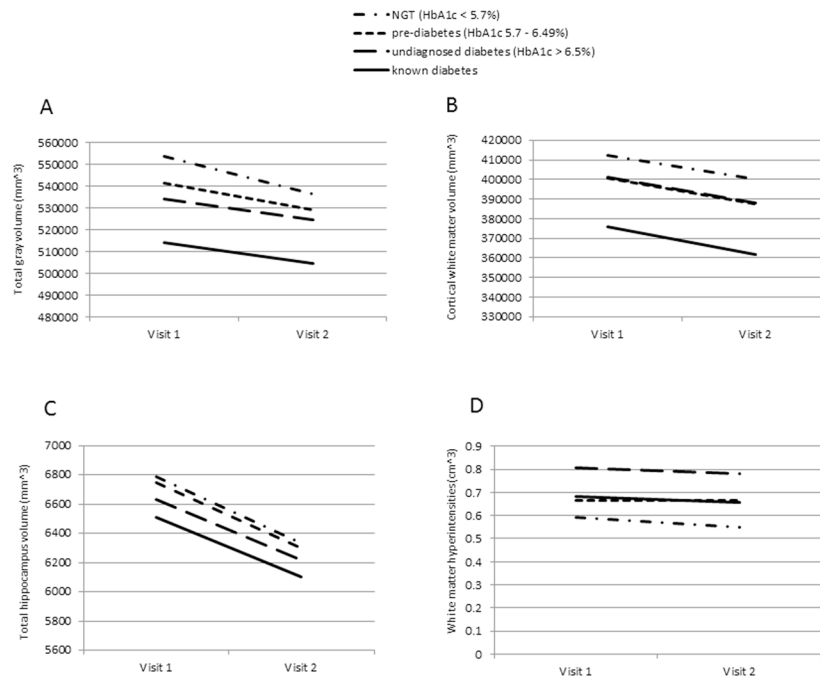 NGT (HbA1c < 5.7%)
pre-diabetes (HbA1c 5.7 - 6.49%)
undiagnosed diabetes (HbA1c > 6.5%)
known diabetes
A
Total gray volume (mm^3)
560000
550000
540000
530000
520000
510000
500000
490000
480000
Visit 1
Visit 2
B
Cortical white matter volume (mm^3)
420000
410000
400000
390000
380000
370000
360000
350000
340000
330000
Visit 1
Visit 2
C
Total hippocampus volume (mm^3)
7000
6800
6600
6400
6200
6000
5800
5600
Visit 1
Visit 2
D
White matter hyperintensities (cm^3)
0.9
0.8
0.7
0.6
0.5
0.4
0.3
0.2
0.1
0
Visit 1
Visit 2